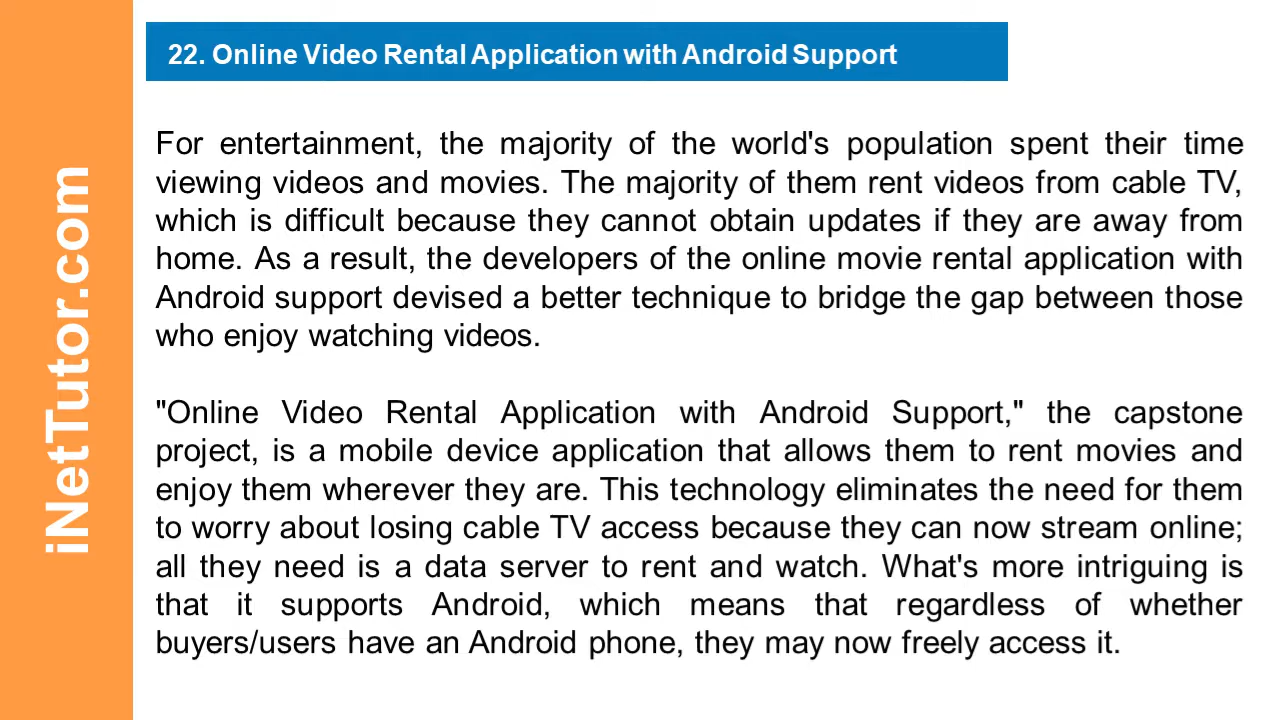 22. Online Video Rental Application with Android Support
iNetTutor.com
For entertainment, the majority of the world's population spent their time
viewing videos and movies. The majority of them rent videos from cable TV,
which is difficult because they cannot obtain updates if they are away from
home. As a result, the developers of the online movie rental application with
Android support devised a better technique to bridge the gap between those
who enjoy watching videos.
"Online Video Rental Application with Android Support," the capstone
project, is a mobile device application that allows them to rent movies and
enjoy them wherever they are. This technology eliminates the need for them
to worry about losing cable TV access because they can now stream online;
all they need is a data server to rent and watch. What's more intriguing is
that it supports Android, which means that regardless of whether
buyers/users have an Android phone, they may now freely access it.